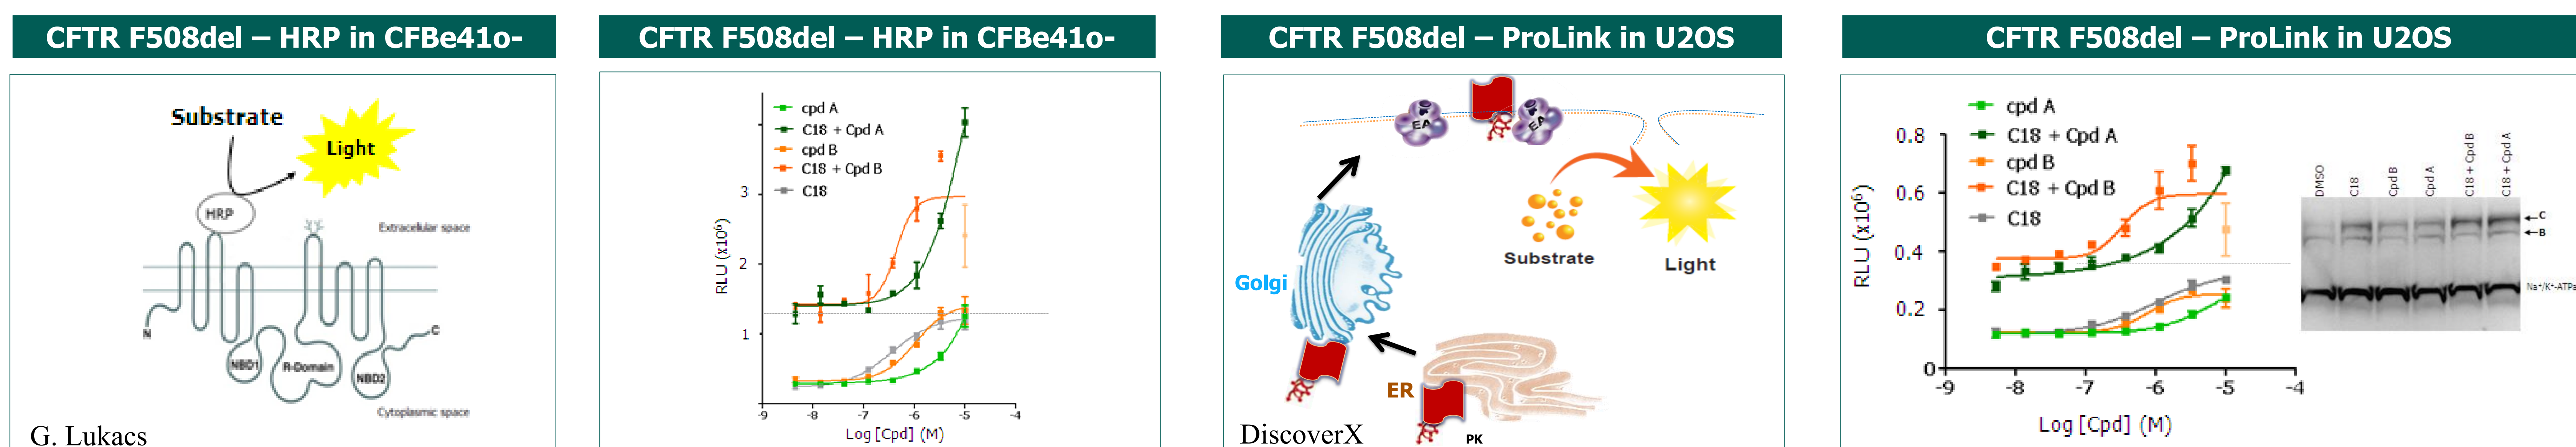 CFTR F508del – HRP in CFBe41o-
Substrate
Light
HRP
Extracellular space
N
C
NBD1
R-Domain
NBD2
Cytoplasmic space
G. Lukacs
CFTR F508del – HRP in CFBe41o-
cpd A
C18 + Cpd A
cpd B
C18 + Cpd B
C18
RLU (x10⁶)
3
2
1
-9 -8 -7 -6 -5 -4
Log [Cpd] (M)
CFTR F508del – ProLink in U2OS
EA
EA
Substrate
Light
Golgi
ER
PK
DiscoverX
CFTR F508del – ProLink in U2OS
cpd A
C18 + Cpd A
cpd B
C18 + Cpd B
C18
RLU (x10⁶)
0.8
0.6
0.4
0.2
0
-9 -8 -7 -6 -5 -4
Log [Cpd] (M)
DMSO
C18
Cpd B
Cpd A
C18 + Cpd B
C18 + Cpd A
C
B
Na⁺/K⁺-ATPa